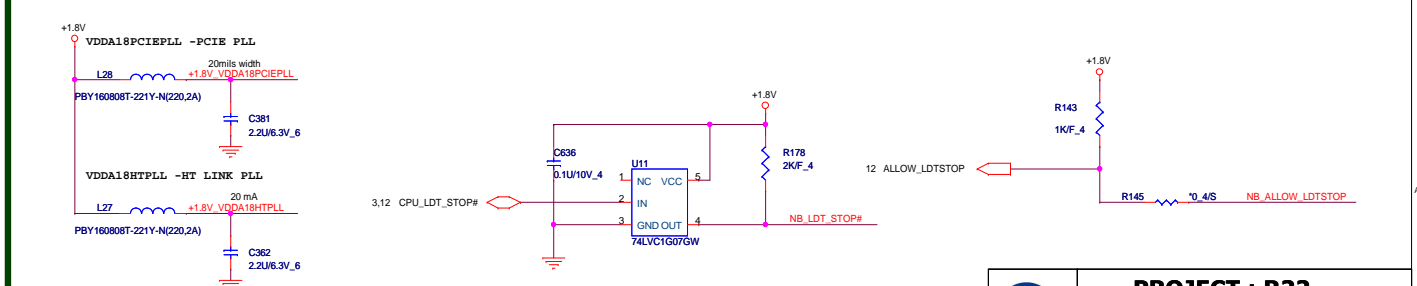 +1.8V
VDDA18PCIEPLL -PCIE PLL
20mils width
L28
+1.8V_VDDA18PCIEPLL
PBY160808T-221Y-N(220,2A)
C381
2.2U/6.3V_6
VDDA18HTPLL -HT LINK PLL
20 mA
L27
+1.8V_VDDA18HTPLL
PBY160808T-221Y-N(220,2A)
C362
2.2U/6.3V_6
+1.8V
C636
0.1U/10V_4
R178
2K/F_4
U11
1 NC VCC 5
3,12 CPU_LDT_STOP#
2 IN
3 GND OUT 4
NB_LDT_STOP#
74LVC1G07GW
+1.8V
R143
1K/F_4
12 ALLOW_LDTSTOP
R145
*0_4/S
NB_ALLOW_LDTSTOP
A